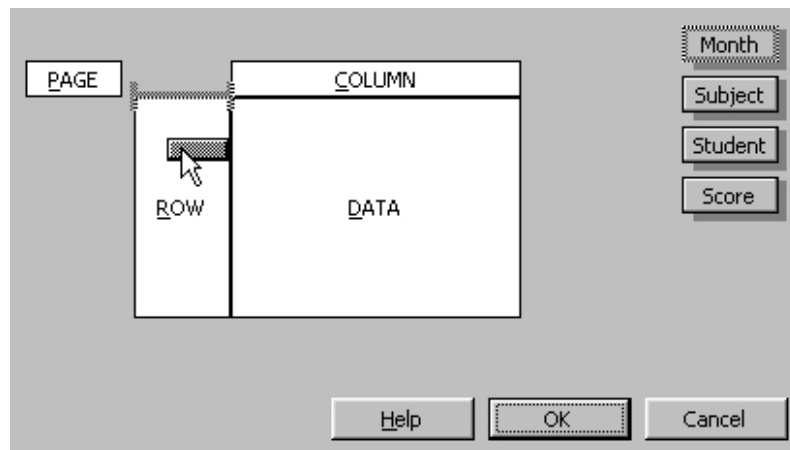 Month
PAGE
COLUMN
Subject
Student
Score
ROW
DATA
Help
OK
Cancel